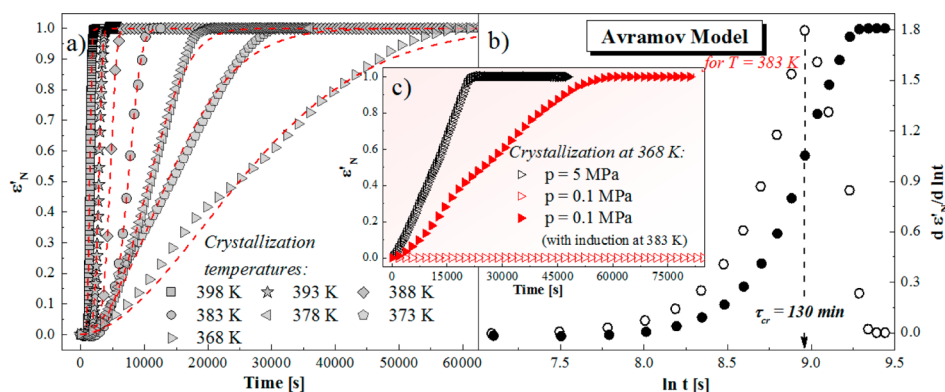 a)
ε'N
1.0
0.9
0.8
0.7
0.6
0.5
0.4
0.3
0.2
0.1
0.0
Crystallization
temperatures:
398 K 393 K 388 K
383 K 378 K 373 K
368 K
0 10000 20000 30000 40000 50000 60000
Time [s]
c)
ε'N
1.0
0.8
0.6
0.4
0.2
0.0
Crystallization at 368 K:
p = 5 MPa
p = 0.1 MPa
p = 0.1 MPa
(with induction at 383 K)
0 15000 30000 45000 60000 75000
Time [s]
b)
Avramov Model
for T = 383 K
τcr = 130 min
7.5 8.0 8.5 9.0 9.5
ln t [s]
1.8
1.5
1.2
0.9
0.6
0.3
0.0
d ε'N/d lnt